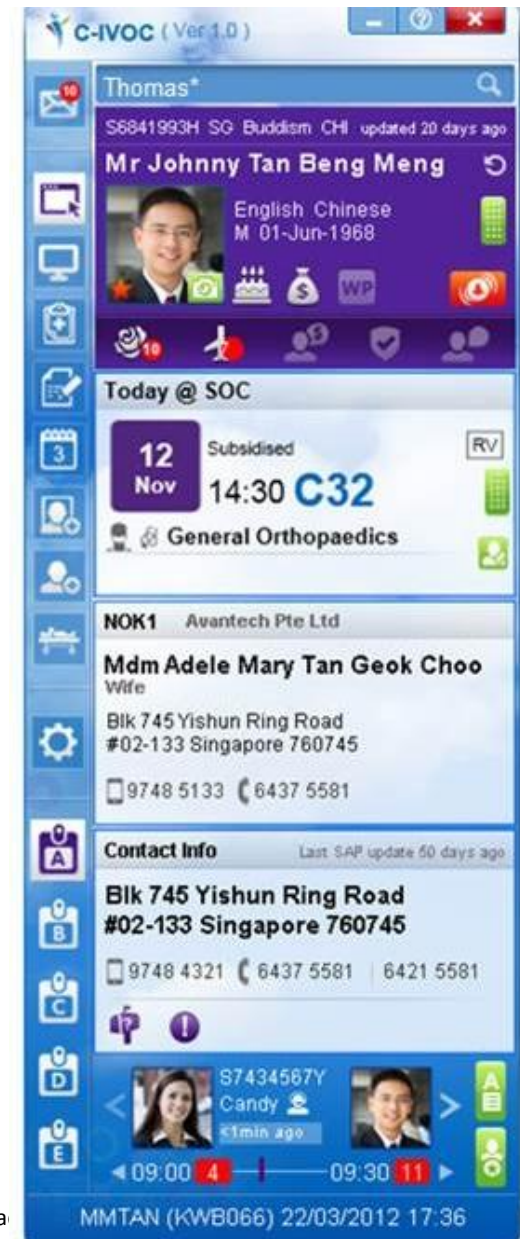 C-IVOC (Ver 1.0)
10
Thomas*
S6841993H SG Buddism CHI updated 20 days ago
Mr Johnny Tan Beng Meng
English Chinese
M 01-Jun-1968
WP
10
Today @ SOC
12
Nov
Subsidised
RV
14:30 C32
General Orthopaedics
3
NOK1 Avantech Pte Ltd
Mdm Adele Mary Tan Geok Choo
Wife
Blk 745 Yishun Ring Road
#02-133 Singapore 760745
9748 5133 6437 5581
Contact Info Last SAP update 50 days ago
Blk 745 Yishun Ring Road
#02-133 Singapore 760745
9748 4321 6437 5581 6421 5581
A
B
C
D
E
S7434567Y
Candy
<1min ago
A
09:00 4 09:30 11
MMTAN (KWB066) 22/03/2012 17:36